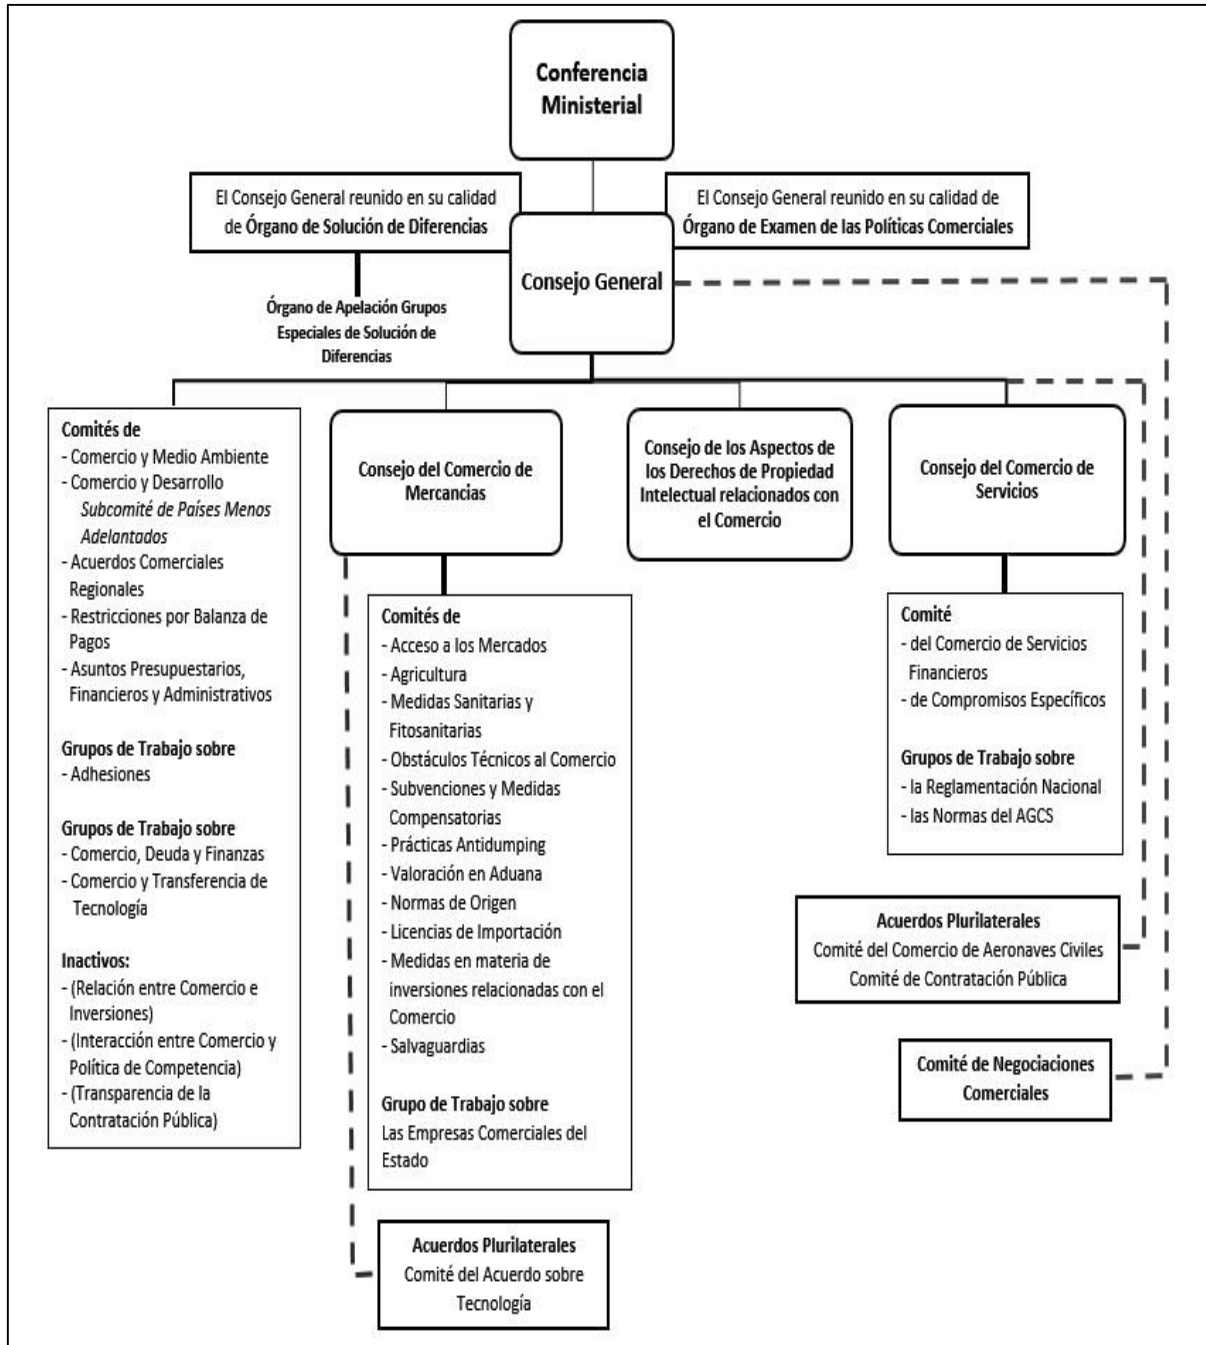 Conferencia
Ministerial
El Consejo General reunido en su calidad
de Órgano de Solución de Diferencias
El Consejo General reunido en su calidad de
Órgano de Examen de las Políticas Comerciales
Consejo General
Órgano de Apelación Grupos
Especiales de Solución de
Diferencias
Comités de
- Comercio y Medio Ambiente
- Comercio y Desarrollo
Subcomité de Países Menos
Adelantados
- Acuerdos Comerciales
Regionales
- Restricciones por Balanza de
Pagos
- Asuntos Presupuestarios,
Financieros y Administrativos
Grupos de Trabajo sobre
- Adhesiones
Grupos de Trabajo sobre
- Comercio, Deuda y Finanzas
- Comercio y Transferencia de
Tecnología
Inactivos:
- (Relación entre Comercio e
Inversiones)
- (Interacción entre Comercio y
Política de Competencia)
- (Transparencia de la
Contratación Pública)
Consejo del Comercio de
Mercancias
Comités de
- Acceso a los Mercados
- Agricultura
- Medidas Sanitarias y
Fitosanitarias
- Obstáculos Técnicos al Comercio
- Subvenciones y Medidas
Compensatorias
- Prácticas Antidumping
- Valoración en Aduana
- Normas de Origen
- Licencias de Importación
- Medidas en materia de
inversiones relacionadas con el
Comercio
- Salvaguardias
Grupo de Trabajo sobre
Las Empresas Comerciales del
Estado
Acuerdos Plurilaterales
Comité del Acuerdo sobre
Tecnología
Consejo de los Aspectos de
los Derechos de Propiedad
Intelectual relacionados con
el Comercio
Consejo del Comercio de
Servicios
Comité
- del Comercio de Servicios
Financieros
- de Compromisos Específicos
Grupos de Trabajo sobre
- la Reglamentación Nacional
- las Normas del AGCS
Acuerdos Plurilaterales
Comité del Comercio de Aeronaves Civiles
Comité de Contratación Pública
Comité de Negociaciones
Comerciales